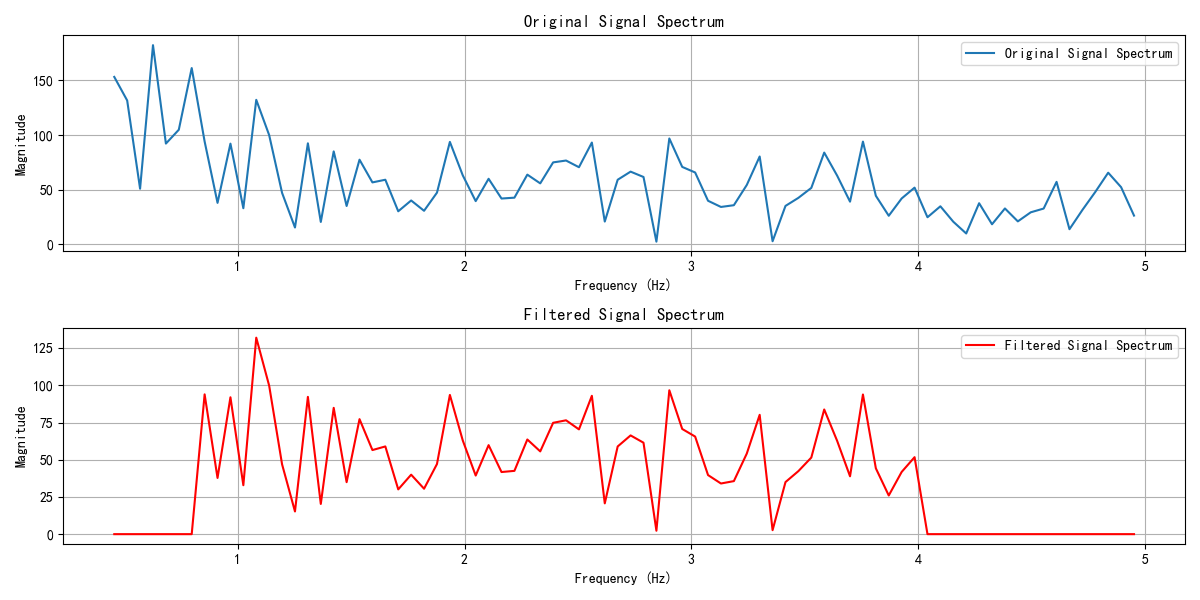 Original Signal Spectrum
Original Signal Spectrum
Magnitude
150
100
50
0
1 2 3 4 5
Frequency (Hz)
Filtered Signal Spectrum
Filtered Signal Spectrum
Magnitude
125
100
75
50
25
0
1 2 3 4 5
Frequency (Hz)